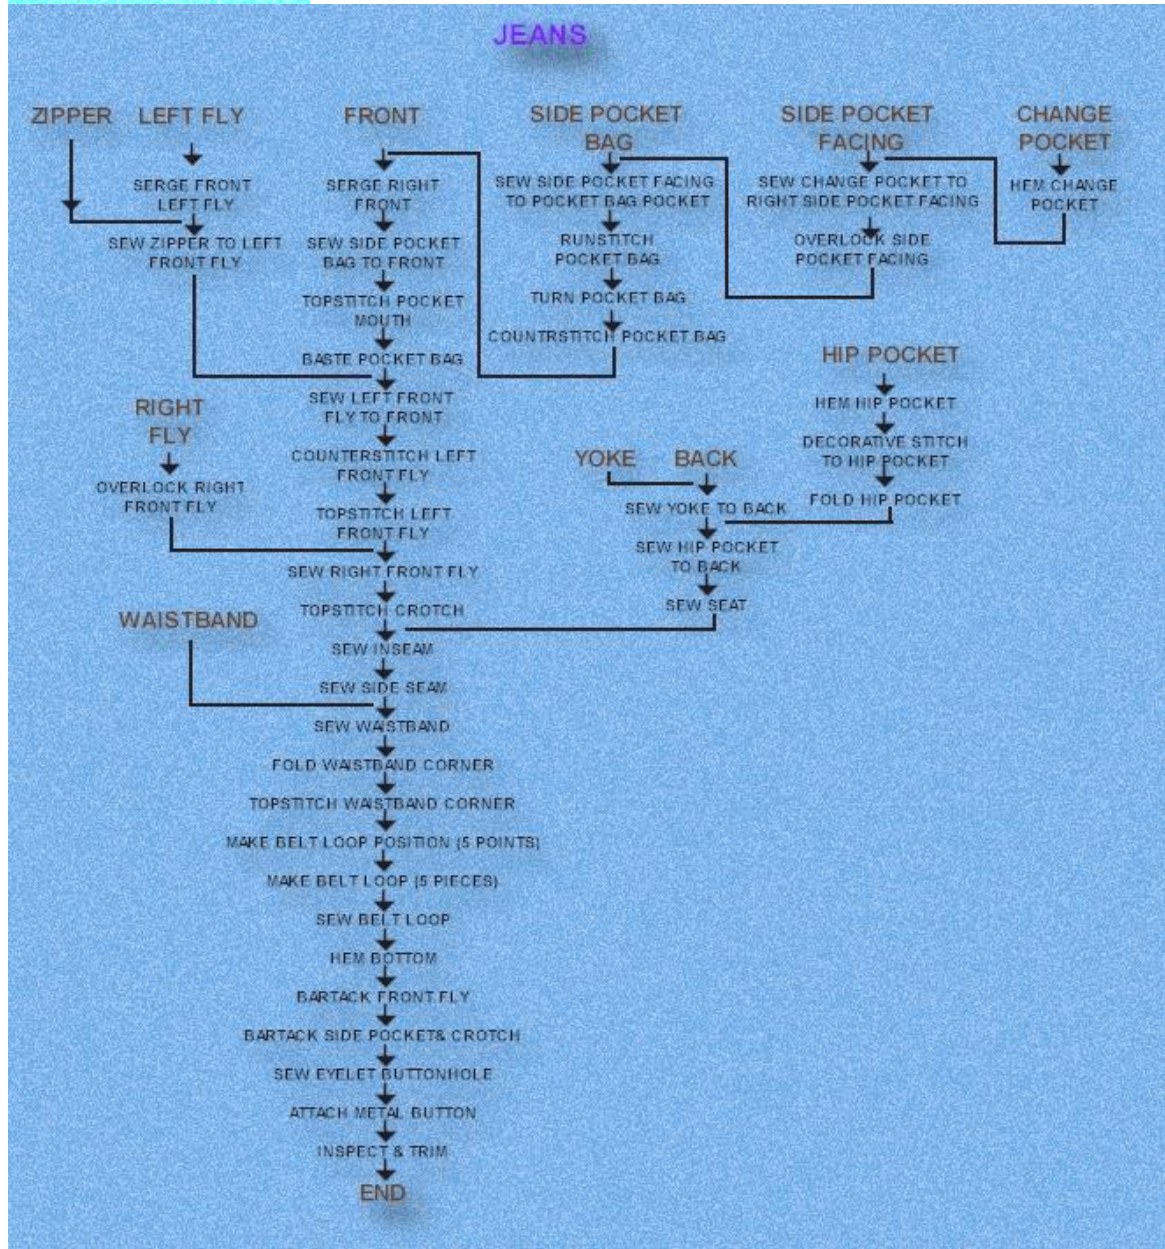 JEANS
ZIPPER
LEFT FLY
SERGE FRONT
LEFT FLY
SEW ZIPPER TO LEFT
FRONT FLY
FRONT
SERGE RIGHT
FRONT
SEW SIDE POCKET
BAG TO FRONT
TOPSTITCH POCKET
MOUTH
BASTE POCKET BAG
SEW LEFT FRONT
FLY TO FRONT
COUNTERSTITCH LEFT
FRONT FLY
TOPSTITCH LEFT
FRONT FLY
SEW RIGHT FRONT FLY
TOPSTITCH CROTCH
SEW INSEAM
SEW SIDE SEAM
SEW WAISTBAND
FOLD WAISTBAND CORNER
TOPSTITCH WAISTBAND CORNER
MAKE BELT LOOP POSITION (5 POINTS)
MAKE BELT LOOP (5 PIECES)
SEW BELT LOOP
HEM BOTTOM
BARTACK FRONT FLY
BARTACK SIDE POCKET& CROTCH
SEW EYELET BUTTONHOLE
ATTACH METAL BUTTON
INSPECT & TRIM
END
SIDE POCKET
BAG
SEW SIDE POCKET FACING
TO POCKET BAG POCKET
RUNSTITCH
POCKET BAG
TURN POCKET BAG
COUNTRSTITCH POCKET BAG
SIDE POCKET
FACING
SEW CHANGE POCKET TO
RIGHT SIDE POCKET FACING
OVERLOCK SIDE
POCKET FACING
CHANGE
POCKET
HEM CHANGE
POCKET
HIP POCKET
HEM HIP POCKET
DECORATIVE STITCH
TO HIP POCKET
FOLD HIP POCKET
RIGHT
FLY
OVERLOCK RIGHT
FRONT FLY
YOKE
BACK
SEW YOKE TO BACK
SEW HIP POCKET
TO BACK
SEW SEAT
WAISTBAND